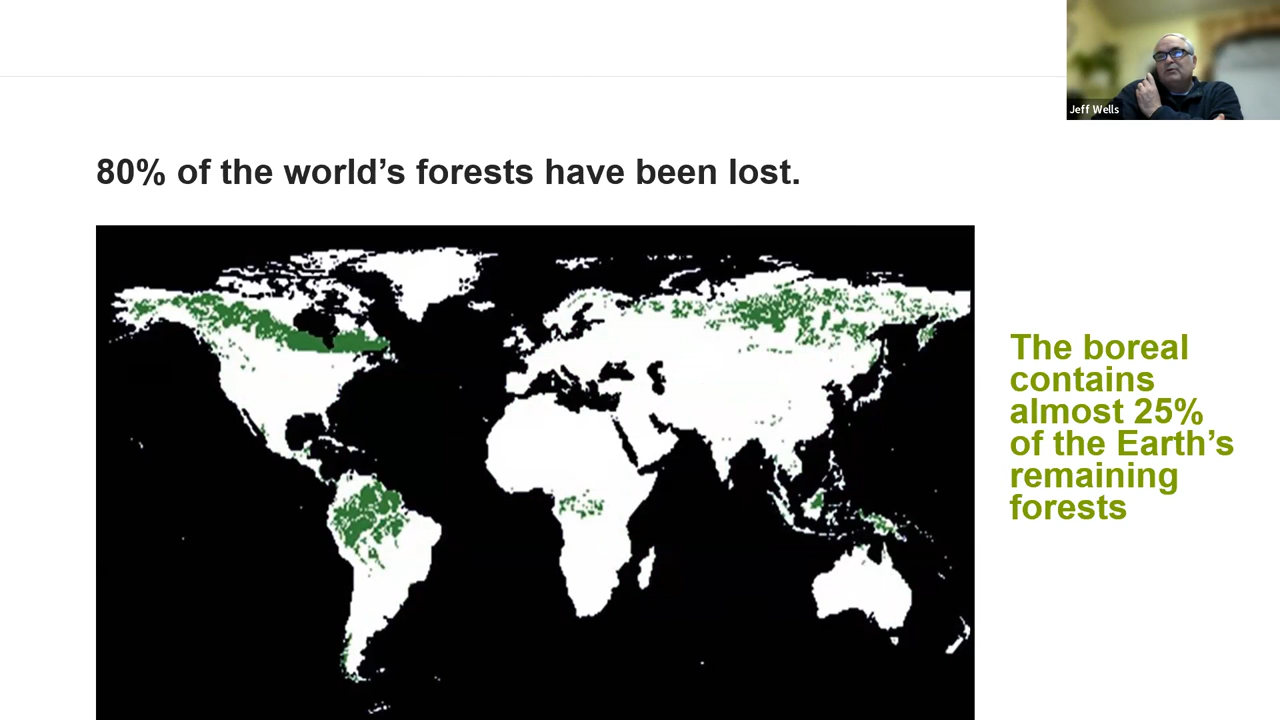 Jeff Wells
80% of the world’s forests have been lost.
The boreal
contains
almost 25%
of the Earth’s
remaining
forests